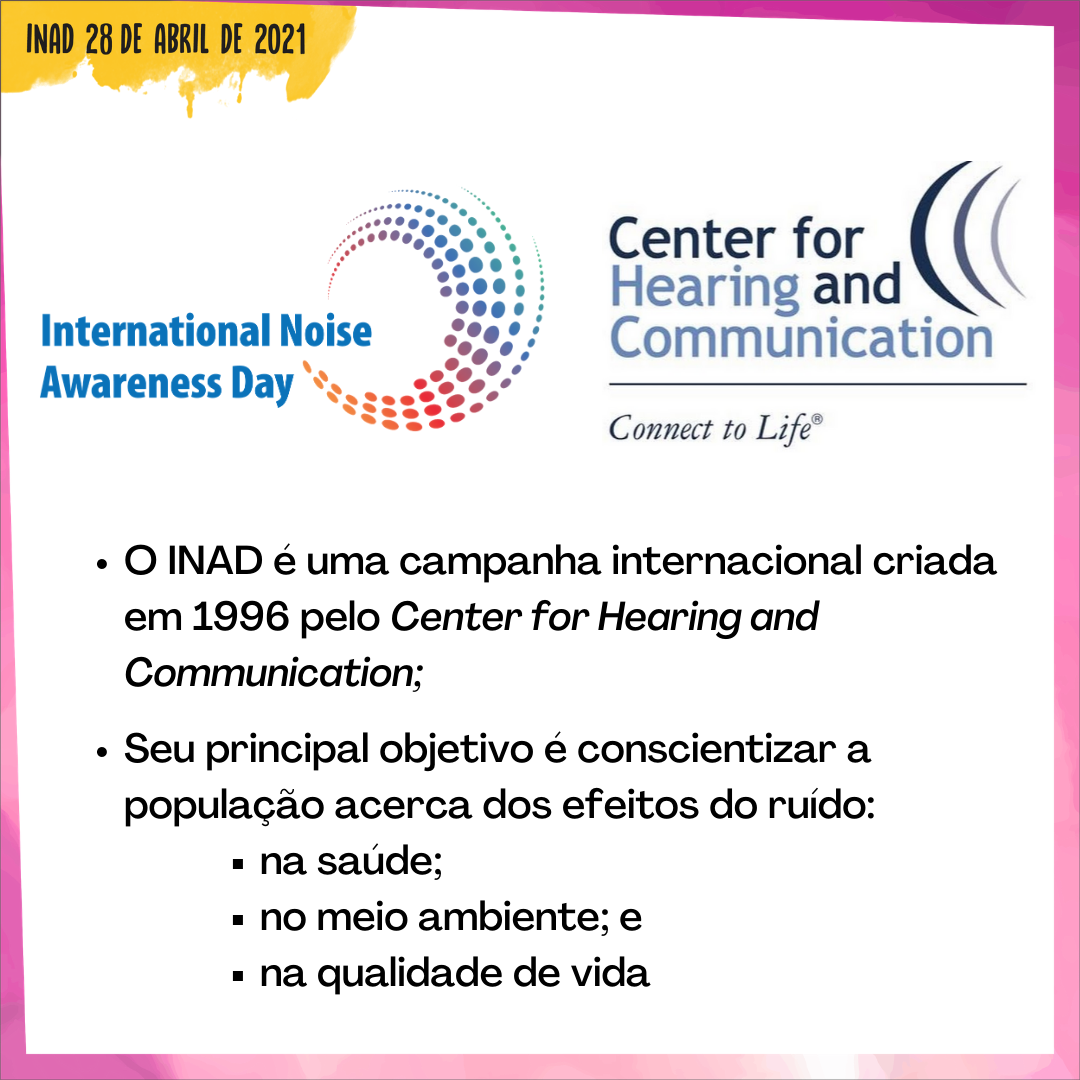 INAD 28 DE ABRIL DE 2021
International Noise
Awareness Day
Center for
Hearing and
Communication
Connect to Life®
• O INAD é uma campanha internacional criada
em 1996 pelo Center for Hearing and
Communication;
• Seu principal objetivo é conscientizar a
população acerca dos efeitos do ruído:
▪ na saúde;
▪ no meio ambiente; e
▪ na qualidade de vida